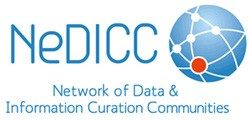 NeDICC
Network of Data &
Information Curation Communities